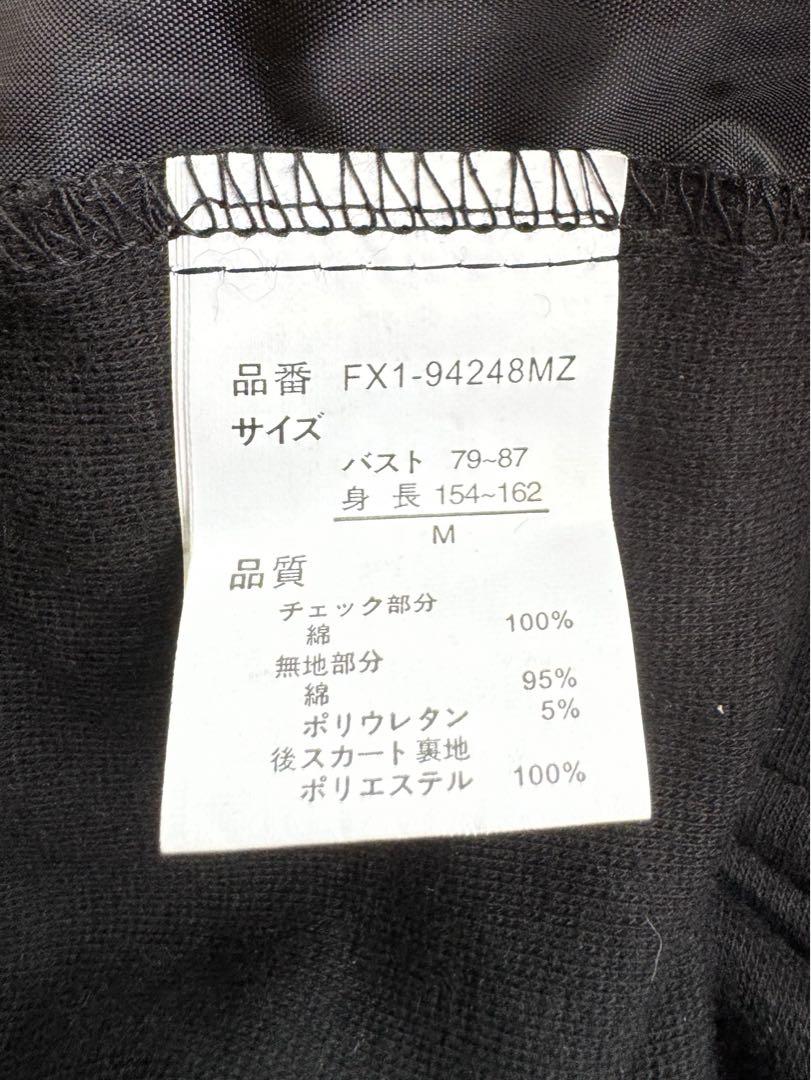 品番 FX1-94248MZ
サイズ
バスト 79~87
身長 154~162
M
品質
チェック部分
綿 100%
無地部分
綿 95%
ポリウレタン 5%
後スカート裏地
ポリエステル 100%